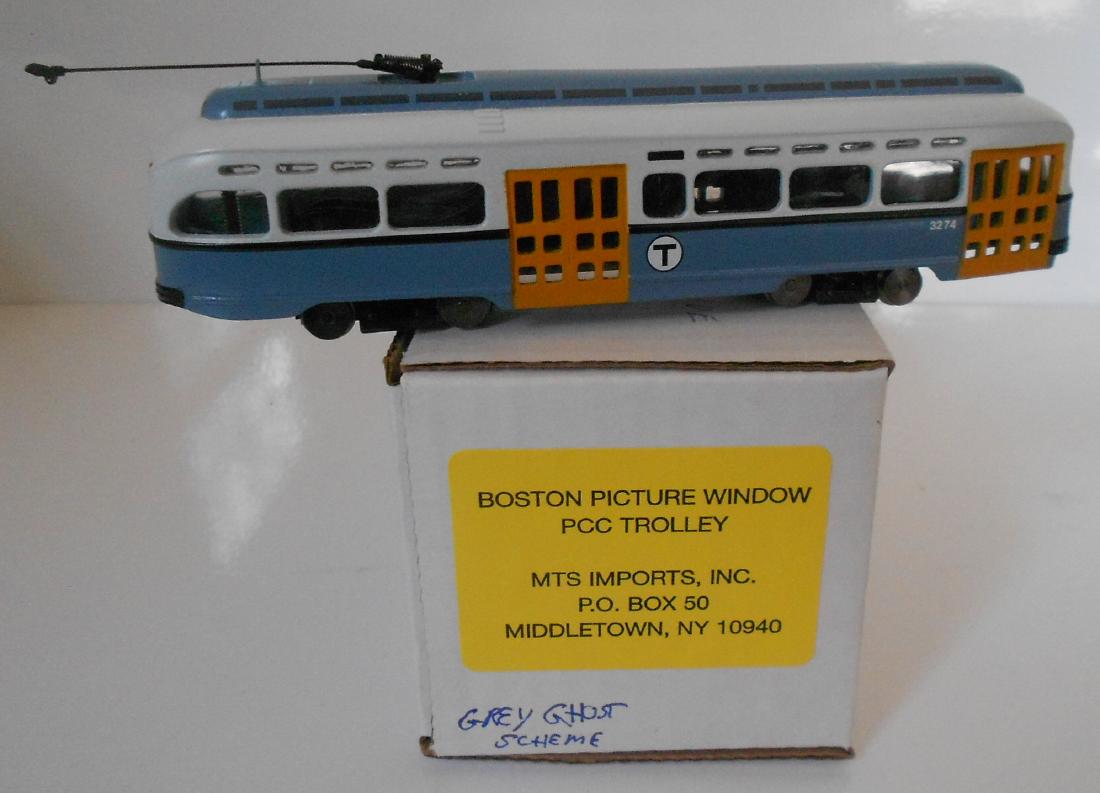 3274
T
BOSTON PICTURE WINDOW
PCC TROLLEY
MTS IMPORTS, INC.
P.O. BOX 50
MIDDLETOWN, NY 10940
GREY GHOST
SCHEME